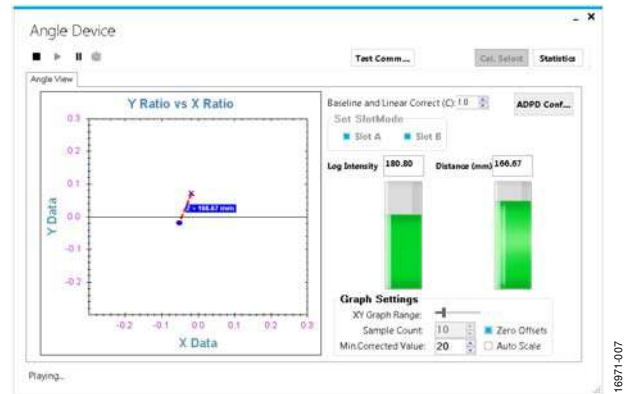 Angle Device
Test Comm...
Cal. Select
Statistics
Angle View
Y Ratio vs X Ratio
Baseline and Linear Correct (C): 1.0
ADPD Conf...
Set SlotMode
Slot A
Slot B
Log Intensity 180.80
Distance (mm) 166.67
0.3
0.2
0.1
0.0
-0.1
-0.2
Y Data
Z = 166.67 mm
-0.2 -0.1 0.0 0.1 0.2 0.3
X Data
Graph Settings
XY Graph Range:
Sample Count: 10
Zero Offsets
Min.Corrected Value: 20
Auto Scale
Playing...
16971-007